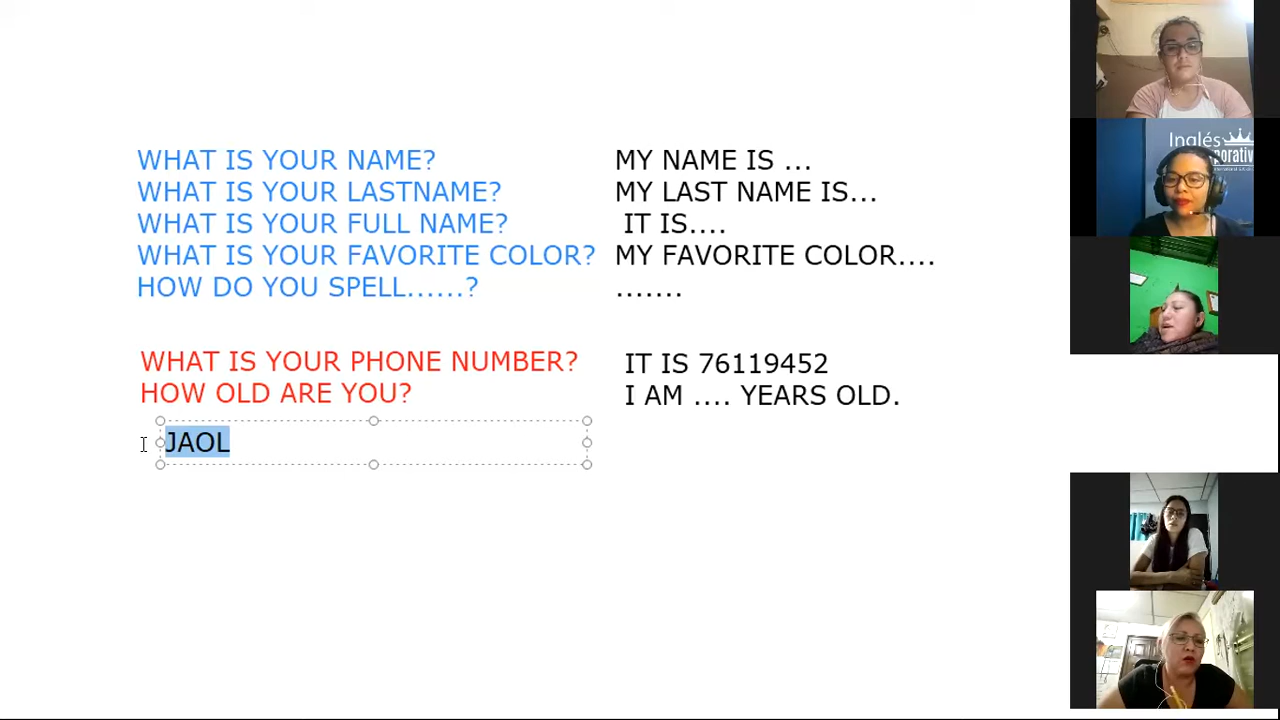 WHAT IS YOUR NAME? MY NAME IS ...
WHAT IS YOUR LASTNAME? MY LAST NAME IS...
WHAT IS YOUR FULL NAME? IT IS....
WHAT IS YOUR FAVORITE COLOR? MY FAVORITE COLOR....
HOW DO YOU SPELL......? .......
WHAT IS YOUR PHONE NUMBER? IT IS 76119452
HOW OLD ARE YOU? I AM .... YEARS OLD.
JAOL
Inglés